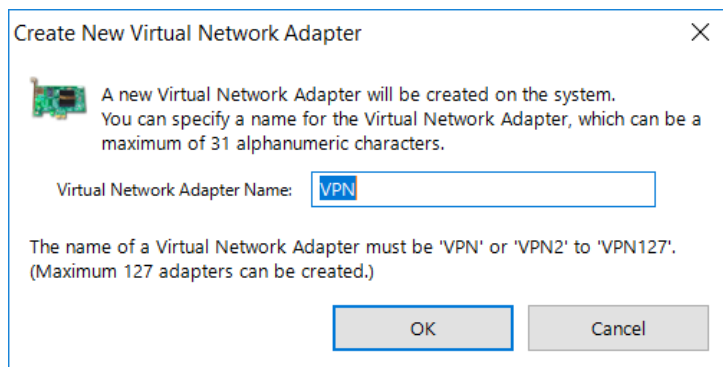 Create New Virtual Network Adapter
A new Virtual Network Adapter will be created on the system.
You can specify a name for the Virtual Network Adapter, which can be a
maximum of 31 alphanumeric characters.
Virtual Network Adapter Name: VPN
The name of a Virtual Network Adapter must be 'VPN' or 'VPN2' to 'VPN127'.
(Maximum 127 adapters can be created.)
OK Cancel